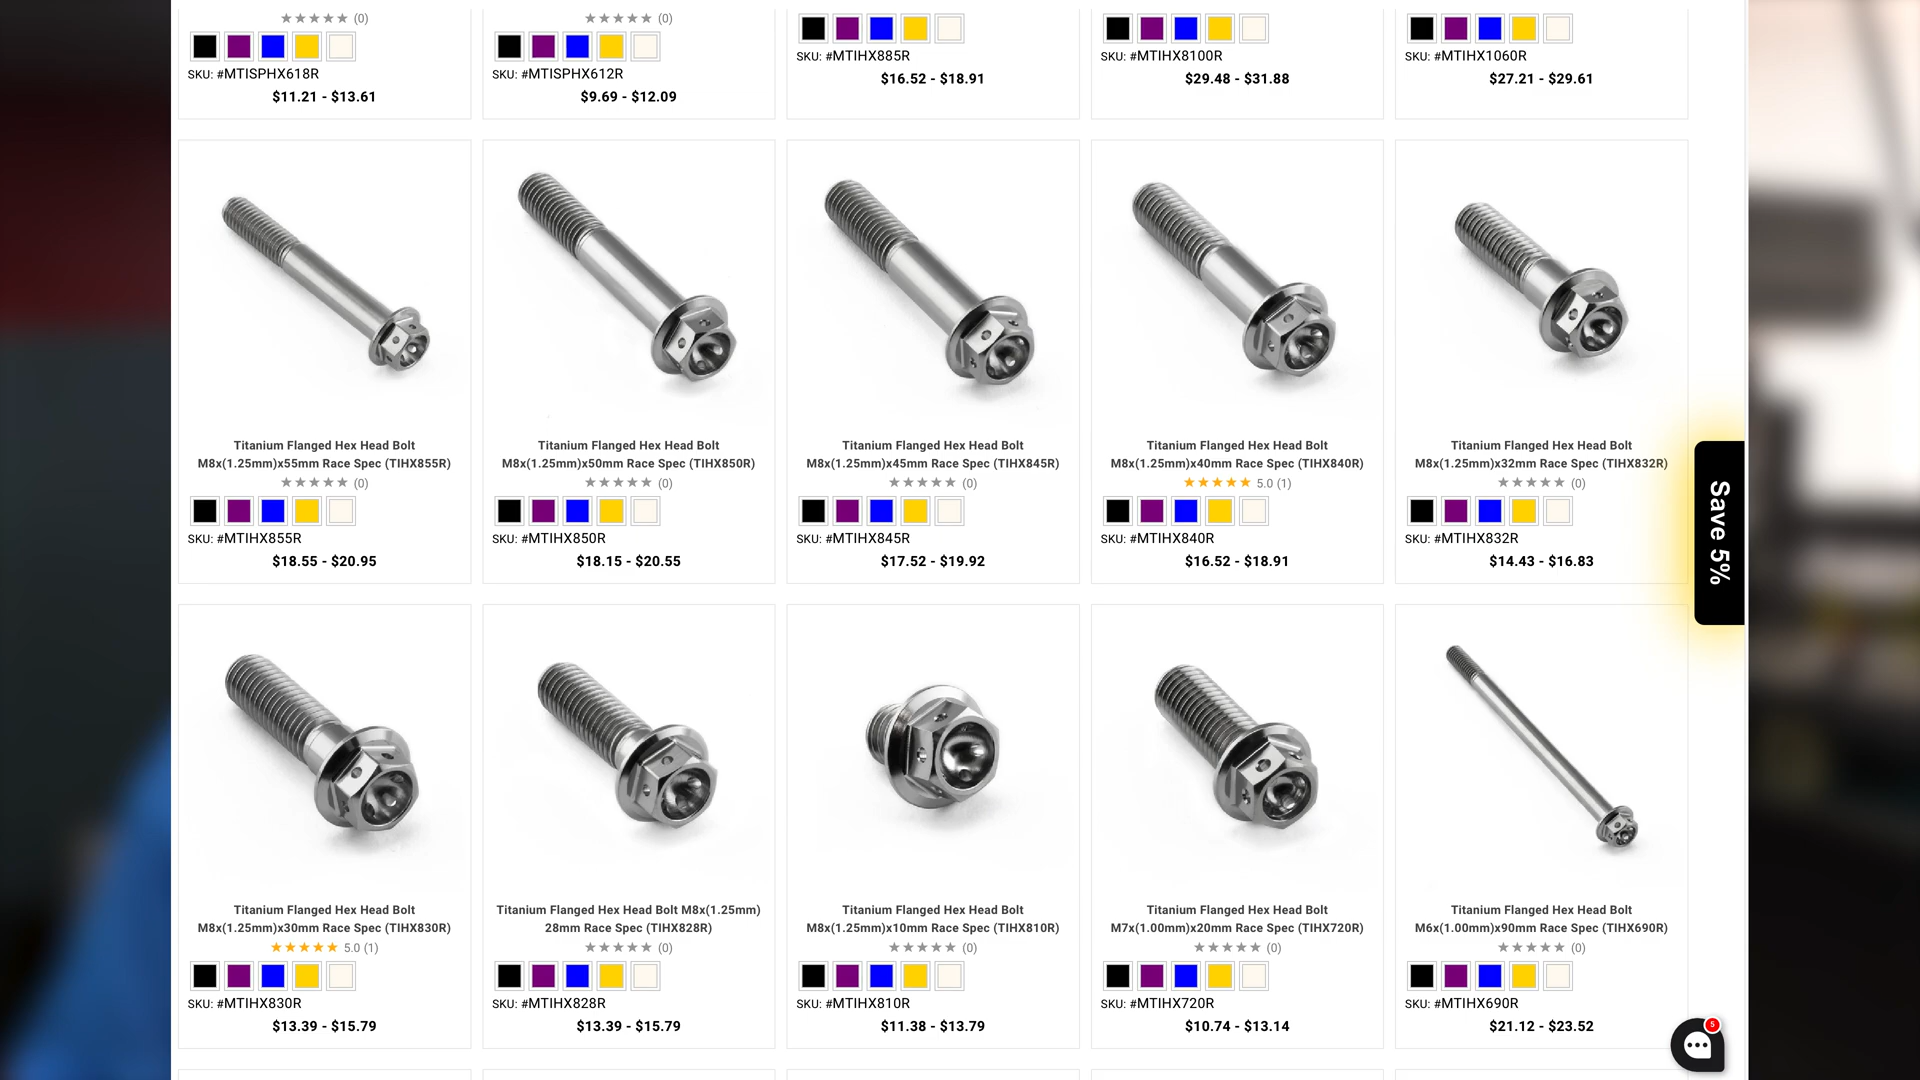 ★★★★★ (0)
SKU: #MTISPHX618R
$11.21 - $13.61
★★★★★ (0)
SKU: #MTISPHX612R
$9.69 - $12.09
SKU: #MTIHX885R
$16.52 - $18.91
SKU: #MTIHX8100R
$29.48 - $31.88
SKU: #MTIHX1060R
$27.21 - $29.61
Titanium Flanged Hex Head Bolt
M8x(1.25mm)x55mm Race Spec (TIHX855R)
★★★★★ (0)
SKU: #MTIHX855R
$18.55 - $20.95
Titanium Flanged Hex Head Bolt
M8x(1.25mm)x50mm Race Spec (TIHX850R)
★★★★★ (0)
SKU: #MTIHX850R
$18.15 - $20.55
Titanium Flanged Hex Head Bolt
M8x(1.25mm)x45mm Race Spec (TIHX845R)
★★★★★ (0)
SKU: #MTIHX845R
$17.52 - $19.92
Titanium Flanged Hex Head Bolt
M8x(1.25mm)x40mm Race Spec (TIHX840R)
★★★★★ 5.0 (1)
SKU: #MTIHX840R
$16.52 - $18.91
Titanium Flanged Hex Head Bolt
M8x(1.25mm)x32mm Race Spec (TIHX832R)
★★★★★ (0)
SKU: #MTIHX832R
$14.43 - $16.83
Save 5%
Titanium Flanged Hex Head Bolt
M8x(1.25mm)x30mm Race Spec (TIHX830R)
★★★★★ 5.0 (1)
SKU: #MTIHX830R
$13.39 - $15.79
Titanium Flanged Hex Head Bolt M8x(1.25mm)
28mm Race Spec (TIHX828R)
★★★★★ (0)
SKU: #MTIHX828R
$13.39 - $15.79
Titanium Flanged Hex Head Bolt
M8x(1.25mm)x10mm Race Spec (TIHX810R)
★★★★★ (0)
SKU: #MTIHX810R
$11.38 - $13.79
Titanium Flanged Hex Head Bolt
M7x(1.00mm)x20mm Race Spec (TIHX720R)
★★★★★ (0)
SKU: #MTIHX720R
$10.74 - $13.14
Titanium Flanged Hex Head Bolt
M6x(1.00mm)x90mm Race Spec (TIHX690R)
★★★★★ (0)
SKU: #MTIHX690R
$21.12 - $23.52
5